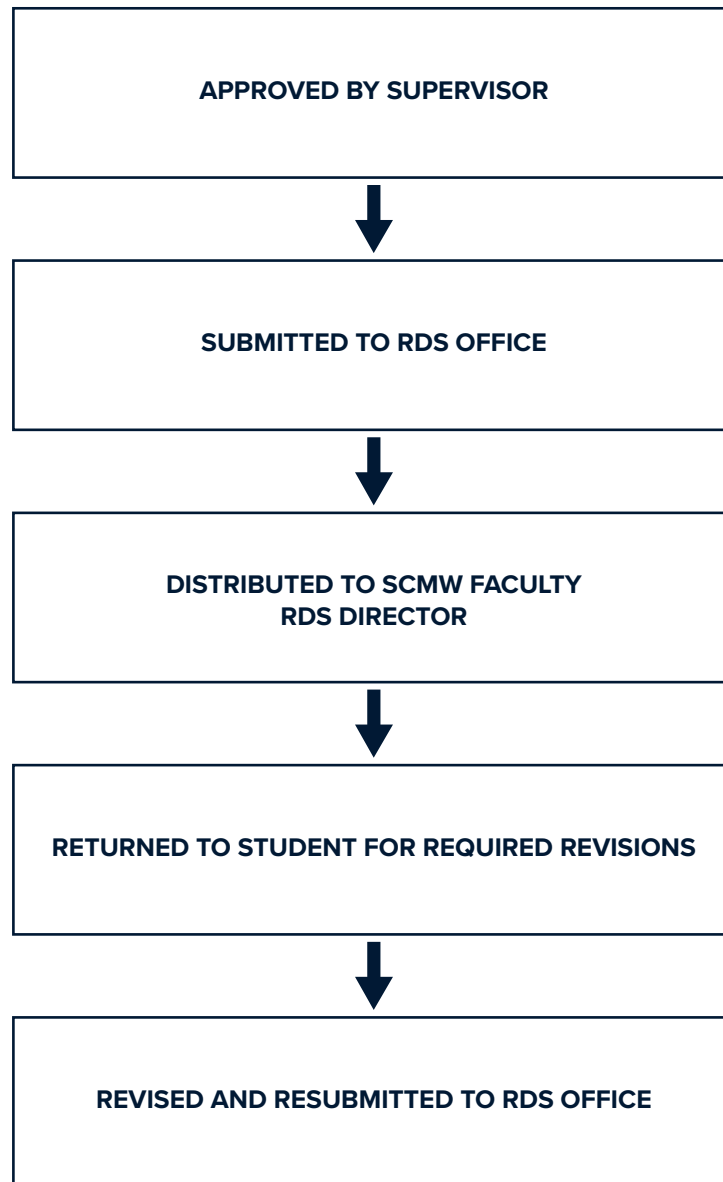 APPROVED BY SUPERVISOR
SUBMITTED TO RDS OFFICE
DISTRIBUTED TO SCMW FACULTY
RDS DIRECTOR
RETURNED TO STUDENT FOR REQUIRED REVISIONS
REVISED AND RESUBMITTED TO RDS OFFICE